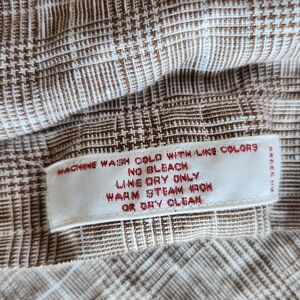 MACHINE WASH COLD WITH LIKE COLORS
NO BLEACH
LINE DRY ONLY
WARM STEAM IRON
OR DRY CLEAN